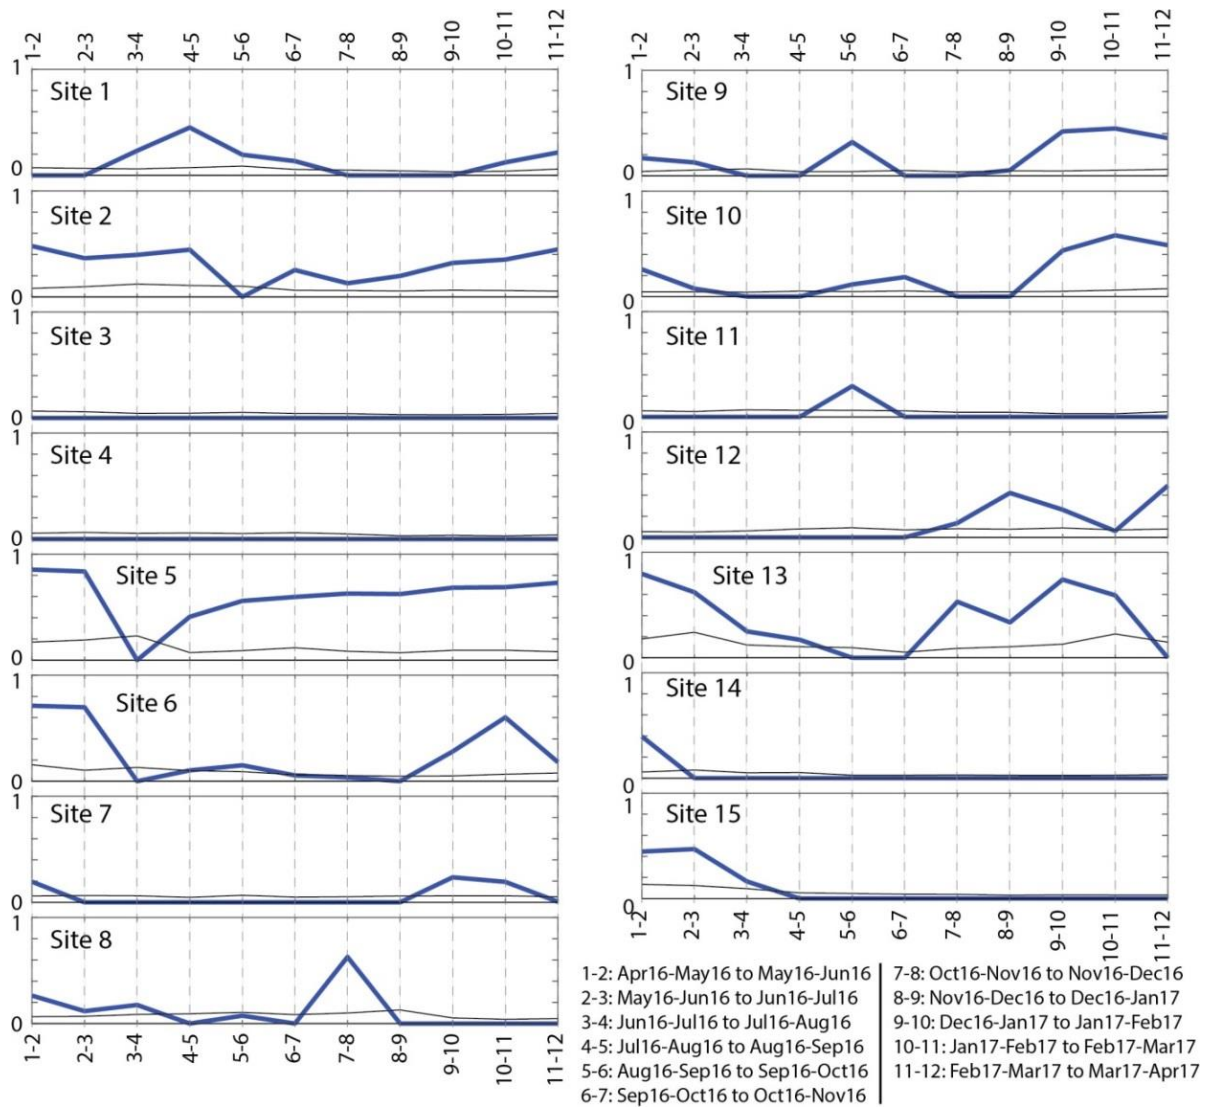 1-2 2-3 3-4 4-5 5-6 6-7 7-8 8-9 9-10 10-11 11-12
1
Site 1
0
Site 2
0
1
Site 3
0
1
Site 4
0
1
Site 5
0
1
Site 6
0
1
Site 7
0
1
Site 8
0
1-2 2-3 3-4 4-5 5-6 6-7 7-8 8-9 9-10 10-11 11-12
1-2 2-3 3-4 4-5 5-6 6-7 7-8 8-9 9-10 10-11 11-12
1
Site 9
0
1
Site 10
0
1
Site 11
0
1
Site 12
0
1
Site 13
0
1
Site 14
0
1
Site 15
0
1-2 2-3 3-4 4-5 5-6 6-7 7-8 8-9 9-10 10-11 11-12
1-2: Apr16-May16 to May16-Jun16
2-3: May16-Jun16 to Jun16-Jul16
3-4: Jun16-Jul16 to Jul16-Aug16
4-5: Jul16-Aug16 to Aug16-Sep16
5-6: Aug16-Sep16 to Sep16-Oct16
6-7: Sep16-Oct16 to Oct16-Nov16
7-8: Oct16-Nov16 to Nov16-Dec16
8-9: Nov16-Dec16 to Dec16-Jan17
9-10: Dec16-Jan17 to Jan17-Feb17
10-11: Jan17-Feb17 to Feb17-Mar17
11-12: Feb17-Mar17 to Mar17-Apr17